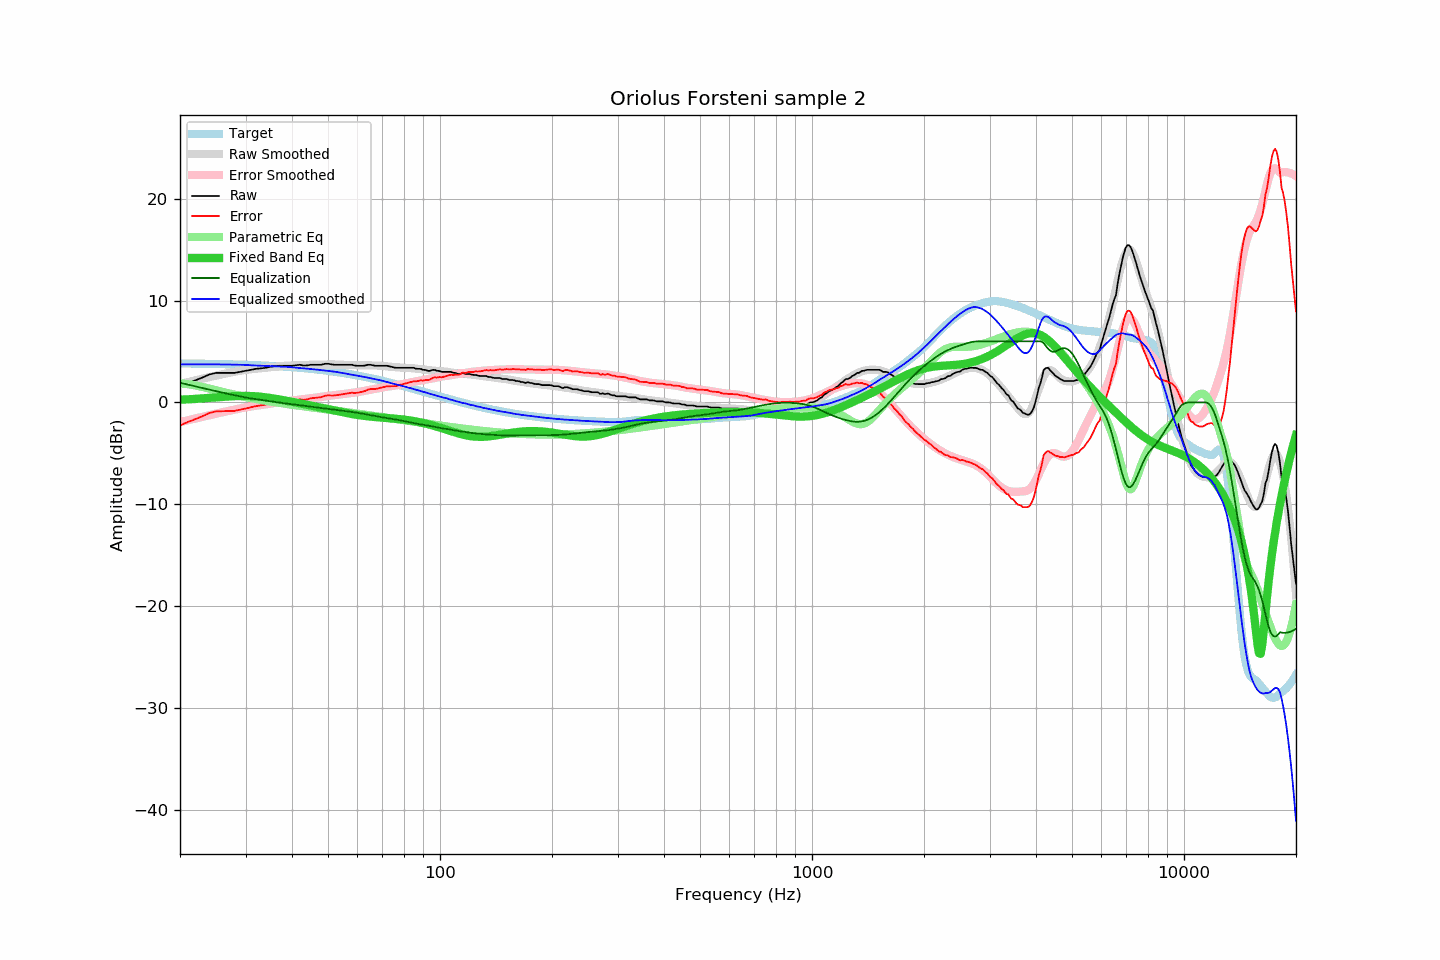 Oriolus Forsteni sample 2
Target
Raw Smoothed
Error Smoothed
Raw
Error
Parametric Eq
Fixed Band Eq
Equalization
Equalized smoothed
20
10
0
−10
−20
−30
−40
Amplitude (dBr)
100 1000 10000
Frequency (Hz)